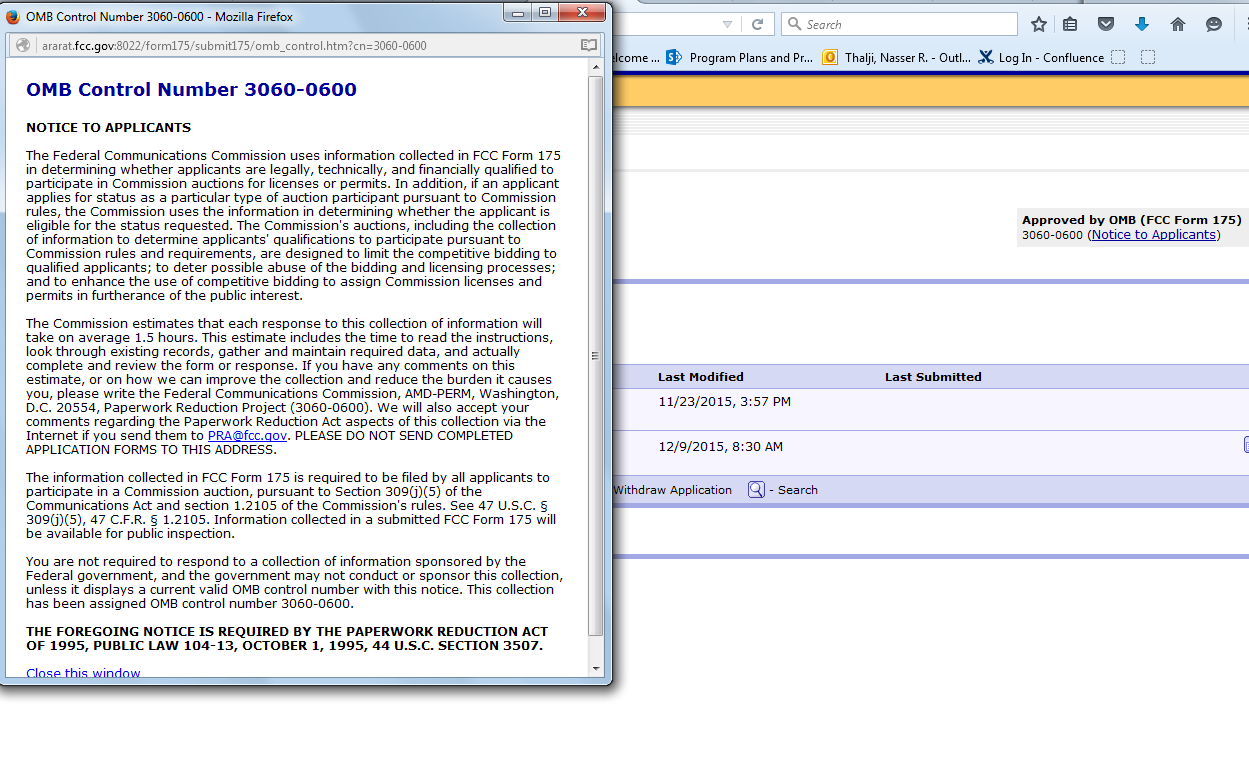 OMB Control Number 3060-0600 - Mozilla Firefox
ararat.fcc.gov:8022/form175/submit175/omb_control.htm?cn=3060-0600
OMB Control Number 3060-0600
NOTICE TO APPLICANTS
The Federal Communications Commission uses information collected in FCC Form 175
in determining whether applicants are legally, technically, and financially qualified to
participate in Commission auctions for licenses or permits. In addition, if an applicant
applies for status as a particular type of auction participant pursuant to Commission
rules, the Commission uses the information in determining whether the applicant is
eligible for the status requested. The Commission's auctions, including the collection
of information to determine applicants' qualifications to participate pursuant to
Commission rules and requirements, are designed to limit the competitive bidding to
qualified applicants; to deter possible abuse of the bidding and licensing processes;
and to enhance the use of competitive bidding to assign Commission licenses and
permits in furtherance of the public interest.
The Commission estimates that each response to this collection of information will
take on average 1.5 hours. This estimate includes the time to read the instructions,
look through existing records, gather and maintain required data, and actually
complete and review the form or response. If you have any comments on this
estimate, or on how we can improve the collection and reduce the burden it causes
you, please write the Federal Communications Commission, AMD-PERM, Washington,
D.C. 20554, Paperwork Reduction Project (3060-0600). We will also accept your
comments regarding the Paperwork Reduction Act aspects of this collection via the
Internet if you send them to PRA@fcc.gov. PLEASE DO NOT SEND COMPLETED
APPLICATION FORMS TO THIS ADDRESS.
The information collected in FCC Form 175 is required to be filed by all applicants to
participate in a Commission auction, pursuant to Section 309(j)(5) of the
Communications Act and section 1.2105 of the Commission's rules. See 47 U.S.C. §
309(j)(5), 47 C.F.R. § 1.2105. Information collected in a submitted FCC Form 175 will
be available for public inspection.
You are not required to respond to a collection of information sponsored by the
Federal government, and the government may not conduct or sponsor this collection,
unless it displays a current valid OMB control number with this notice. This collection
has been assigned OMB control number 3060-0600.
THE FOREGOING NOTICE IS REQUIRED BY THE PAPERWORK REDUCTION ACT
OF 1995, PUBLIC LAW 104-13, OCTOBER 1, 1995, 44 U.S.C. SECTION 3507.
Close this window
Search
lcome ... Program Plans and Pr... Thalji, Nasser R. - Outl... Log In - Confluence
Approved by OMB (FCC Form 175)
3060-0600 (Notice to Applicants)
Last Modified Last Submitted
11/23/2015, 3:57 PM
12/9/2015, 8:30 AM
Withdraw Application - Search